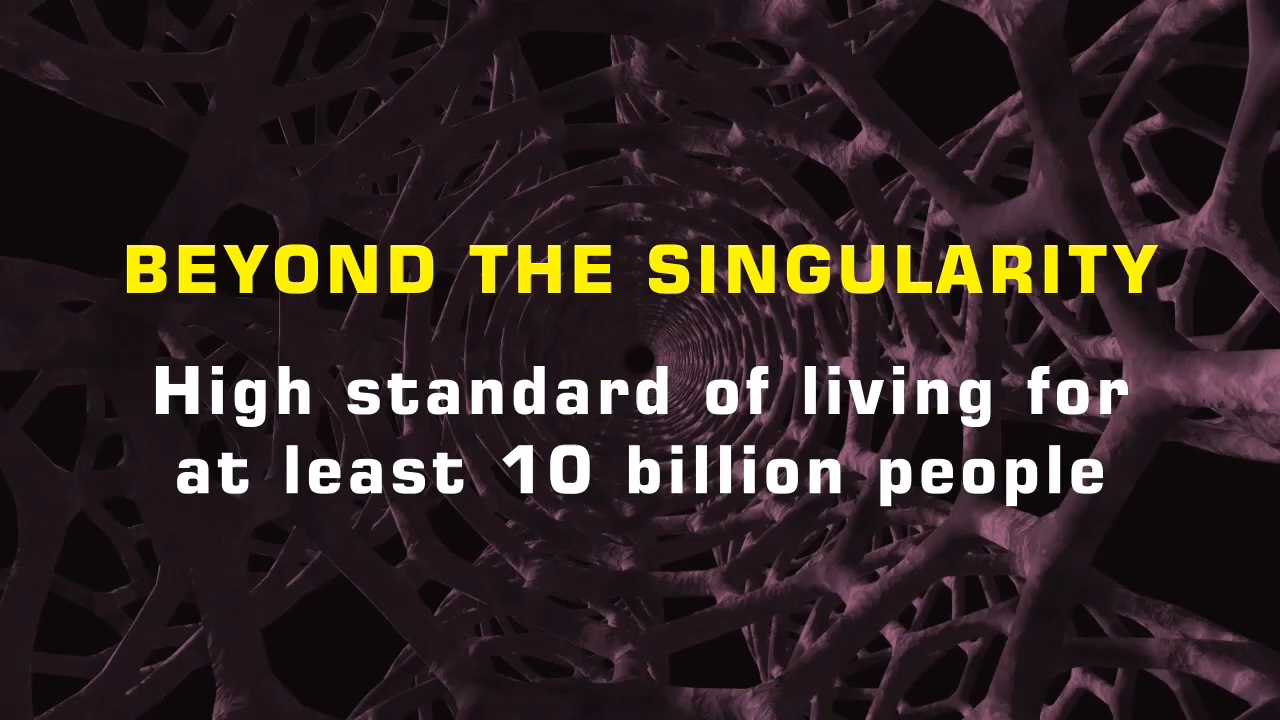 BEYOND THE SINGULARITY
High standard of living for
at least 10 billion people